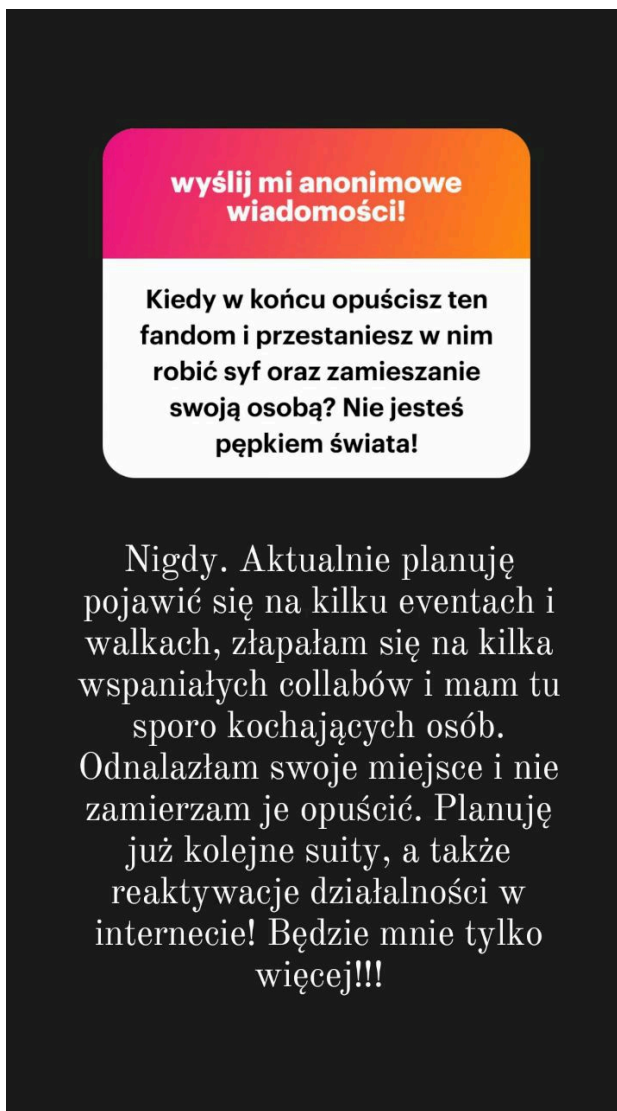 wyślij mi anonimowe
wiadomości!
Kiedy w końcu opuścisz ten
fandom i przestaniesz w nim
robić syf oraz zamieszanie
swoją osobą? Nie jesteś
pępkiem świata!
Nigdy. Aktualnie planuję
pojawić się na kilku eventach i
walkach, złapałam się na kilka
wspaniałych collabów i mam tu
sporo kochających osób.
Odnalazłam swoje miejsce i nie
zamierzam je opuścić. Planuję
już kolejne suity, a także
reaktywacje działalności w
internecie! Będzie mnie tylko
więcej!!!